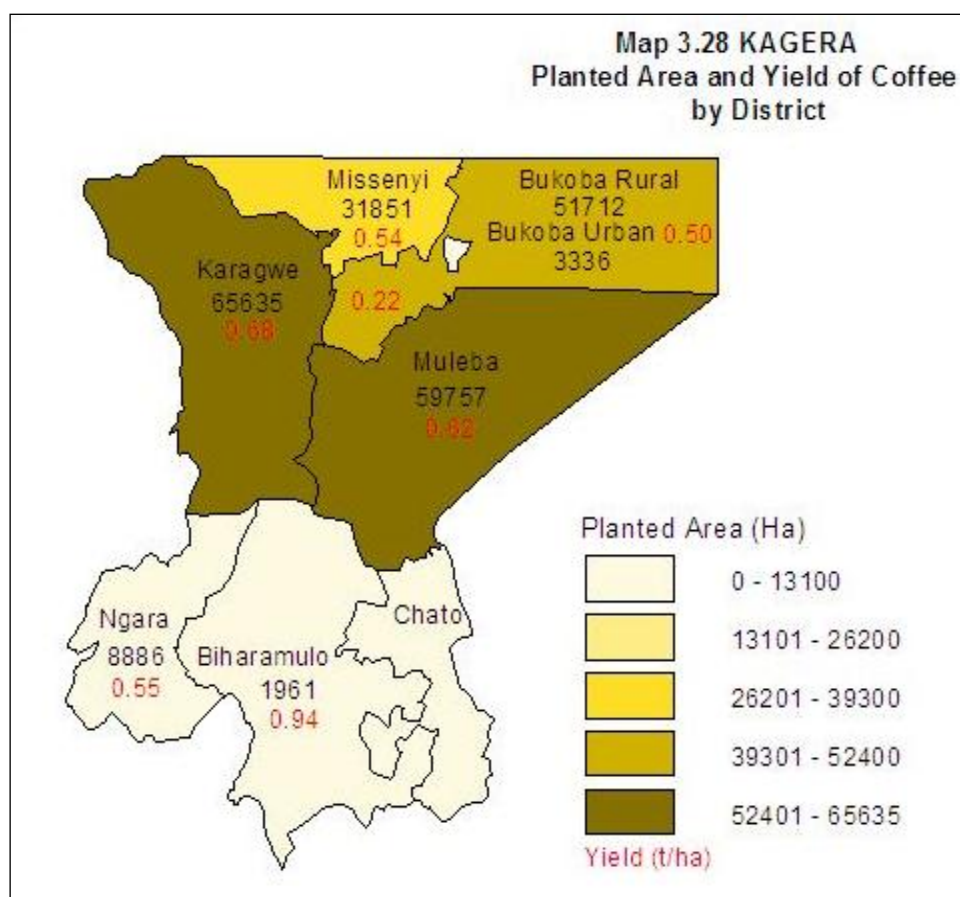 Map 3.28 KAGERA
Planted Area and Yield of Coffee
by District
Missenyi
31851
0.54
Bukoba Rural
51712
Bukoba Urban 0.50
3336
Karagwe
65635
0.68
0.22
Muleba
59757
0.62
Ngara
8886
0.55
Biharamulo
1961
0.94
Chato
Planted Area (Ha)
0 - 13100
13101 - 26200
26201 - 39300
39301 - 52400
52401 - 65635
Yield (t/ha)